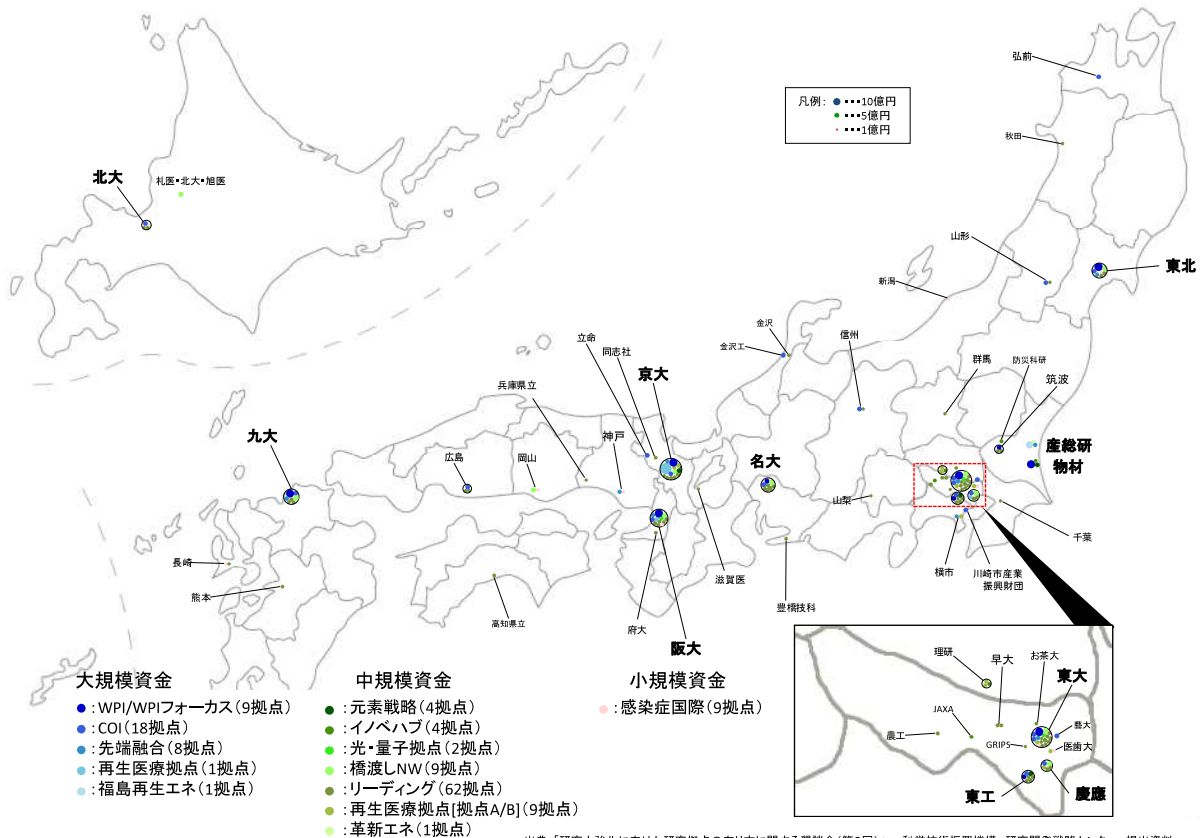 弘前
凡例：●･･･10億円
●･･･5億円
･･･1億円
秋田
北大
札医・北大・旭医
山形
東北
新潟
金沢
立命
金沢工
信州
同志社
群馬
防災科研
京大
筑波
兵庫県立
九大
神戸
名大
産総研
広島
岡山
物材
山梨
千葉
長崎
滋賀医
横市
川崎市産業
振興財団
熊本
豊橋技科
高知県立
府大
阪大
理研
早大
お茶大
東大
JAXA
藝大
農工
GRIPS
医歯大
東工
慶應
大規模資金
●：WPI/WPIフォーカス(9拠点)
●：COI(18拠点)
●：先端融合(8拠点)
●：再生医療拠点(1拠点)
●：福島再生エネ(1拠点)
中規模資金
●：元素戦略(4拠点)
●：イノベハブ(4拠点)
●：光・量子拠点(2拠点)
●：橋渡しNW(9拠点)
●：リーディング(62拠点)
●：再生医療拠点[拠点A/B](9拠点)
●：革新エネ(1拠点)
小規模資金
●：感染症国際(9拠点)